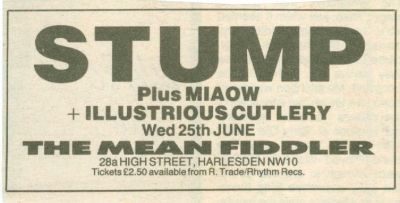 STUMP
Plus MIAOW
+ ILLUSTRIOUS CUTLERY
Wed 25th JUNE
THE MEAN FIDDLER
28a HIGH STREET, HARLESDEN NW10
Tickets £2.50 available from R. Trade/Rhythm Recs.